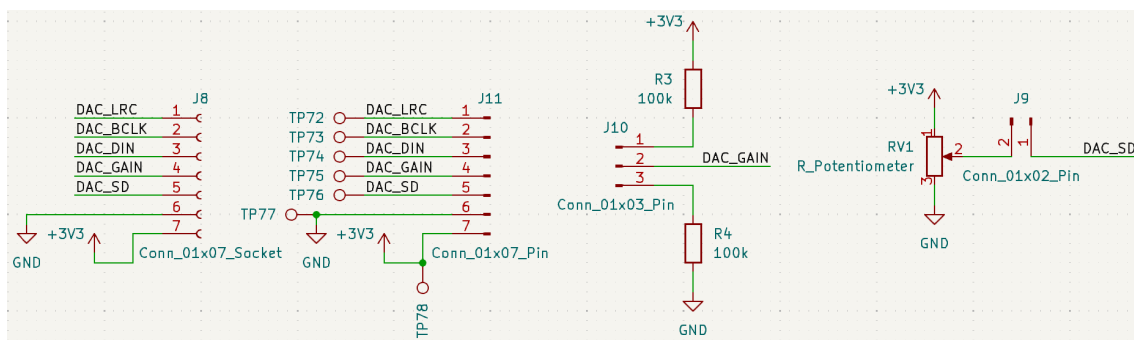 J8
DAC_LRC 1
DAC_BCLK 2
DAC_DIN 3
DAC_GAIN 4
DAC_SD 5
6
+3V3 7
GND
Conn_01x07_Socket
J11
TP72 DAC_LRC 1
TP73 DAC_BCLK 2
TP74 DAC_DIN 3
TP75 DAC_GAIN 4
TP76 DAC_SD 5
TP77 6
+3V3 7
GND
Conn_01x07_Pin
TP78
+3V3
R3
100k
J10
1
2 DAC_GAIN
3
Conn_01x03_Pin
R4
100k
GND
+3V3
J9
1
RV1 2 2 1 DAC_SD
R_Potentiometer
3
Conn_01x02_Pin
GND